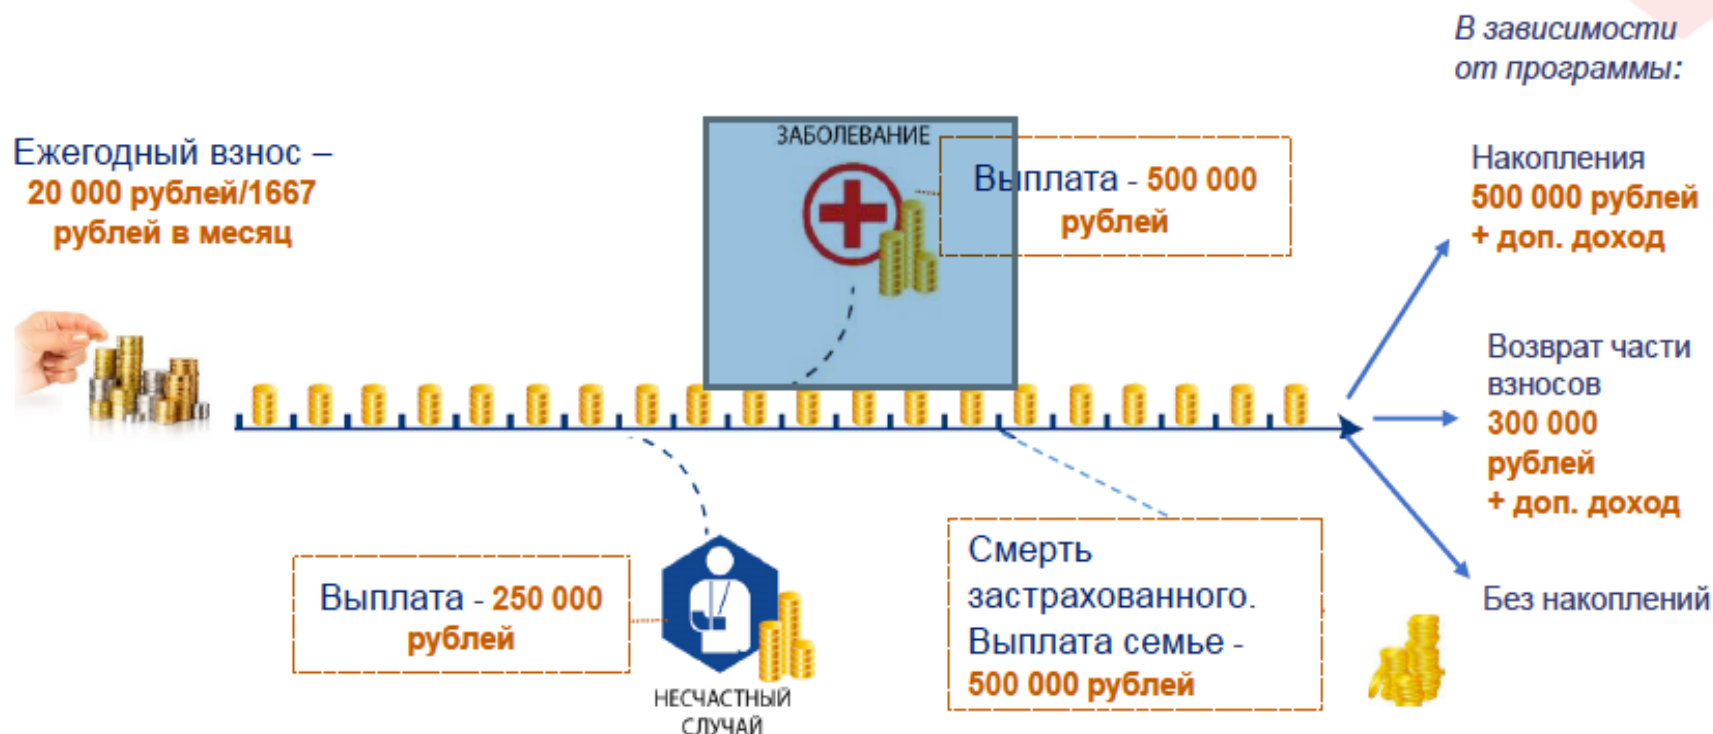 В зависимости
от программы:
Ежегодный взнос –
20 000 рублей/1667
рублей в месяц
ЗАБОЛЕВАНИЕ
Выплата - 500 000
рублей
Накопления
500 000 рублей
+ доп. доход
Возврат части
взносов
300 000
рублей
+ доп. доход
Без накоплений
Выплата - 250 000
рублей
НЕСЧАСТНЫЙ
СЛУЧАЙ
Смерть
застрахованного.
Выплата семье -
500 000 рублей